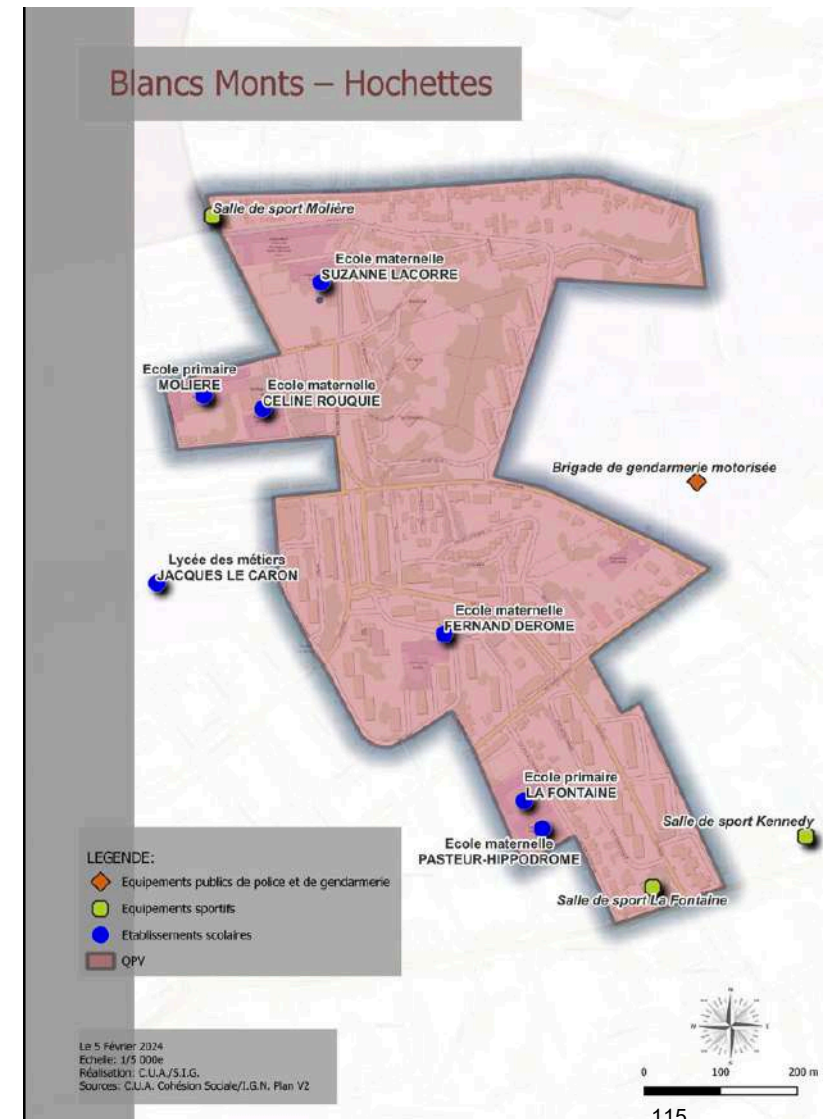 Blancs Monts – Hochettes
Salle de sport Molière
Ecole maternelle
SUZANNE LACORRE
Ecole primaire
MOLIERE
Ecole maternelle
CELINE ROUQUIE
Brigade de gendarmerie motorisée
Lycée des métiers
JACQUES LE CARON
Ecole maternelle
FERNAND DEROME
Ecole primaire
LA FONTAINE
Salle de sport Kennedy
Ecole maternelle
PASTEUR-HIPPODROME
Salle de sport La Fontaine
LEGENDE:
Equipements publics de police et de gendarmerie
Equipements sportifs
Etablissements scolaires
QPV
Le 5 Février 2024
Echelle: 1/5 000e
Réalisation: C.U.A./S.I.G.
Sources: C.U.A. Cohésion Sociale/I.G.N. Plan V2
0 100 200 m
115